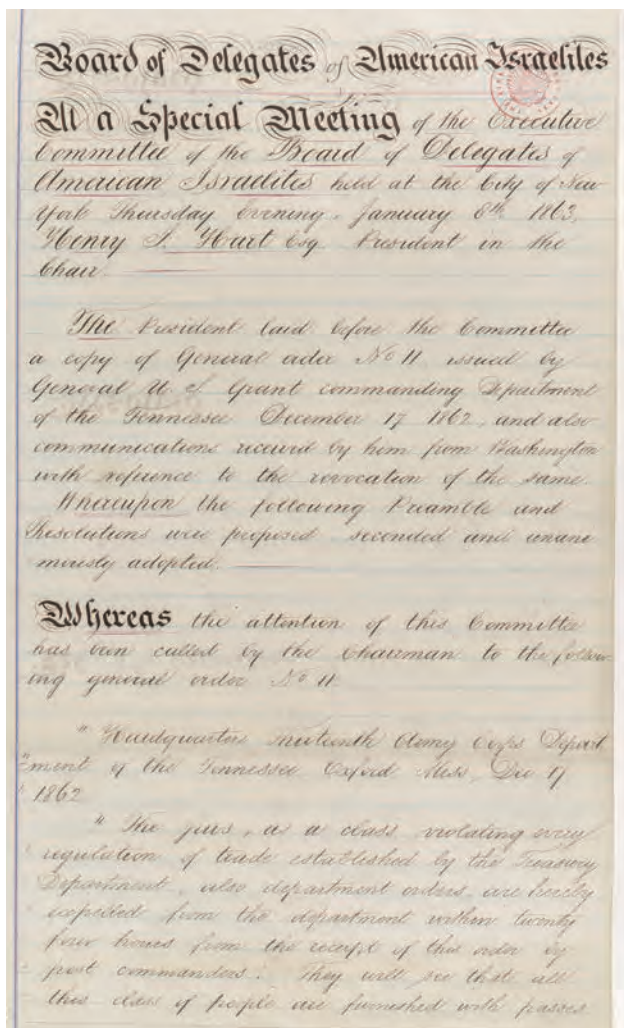 Board of Delegates of American Israelites
At a Special Meeting of the Executive
Committee of the Board of Delegates of
American Israelites held at the City of New
York Thursday Evening, January 8th 1863,
Henry I. Hart Esq President in the
Chair.
The President laid before the Committee
a copy of General order No 11 issued by
General U. S. Grant commanding Department
of the Tennessee December 17 1862, and also
communications received by him from Washington
with reference to the revocation of the same.
Whereupon the following Preamble and
Resolutions were proposed seconded and unani
mously adopted.
Whereas the attention of this Committee
has been called by the Chairman to the follow-
ing general order No 11.
" Headquarters thirteenth Army Corps Depart
" ment of the Tennessee Oxford Miss, Dec 17
" 1862
" The jews, as a class, violating every
" regulation of trade established by the Treasury
Department, also department orders, are hereby
" expelled from the department within twenty
four hours from the receipt of this order by
" post commanders. They will see that all
" this class of people are furnished with passes